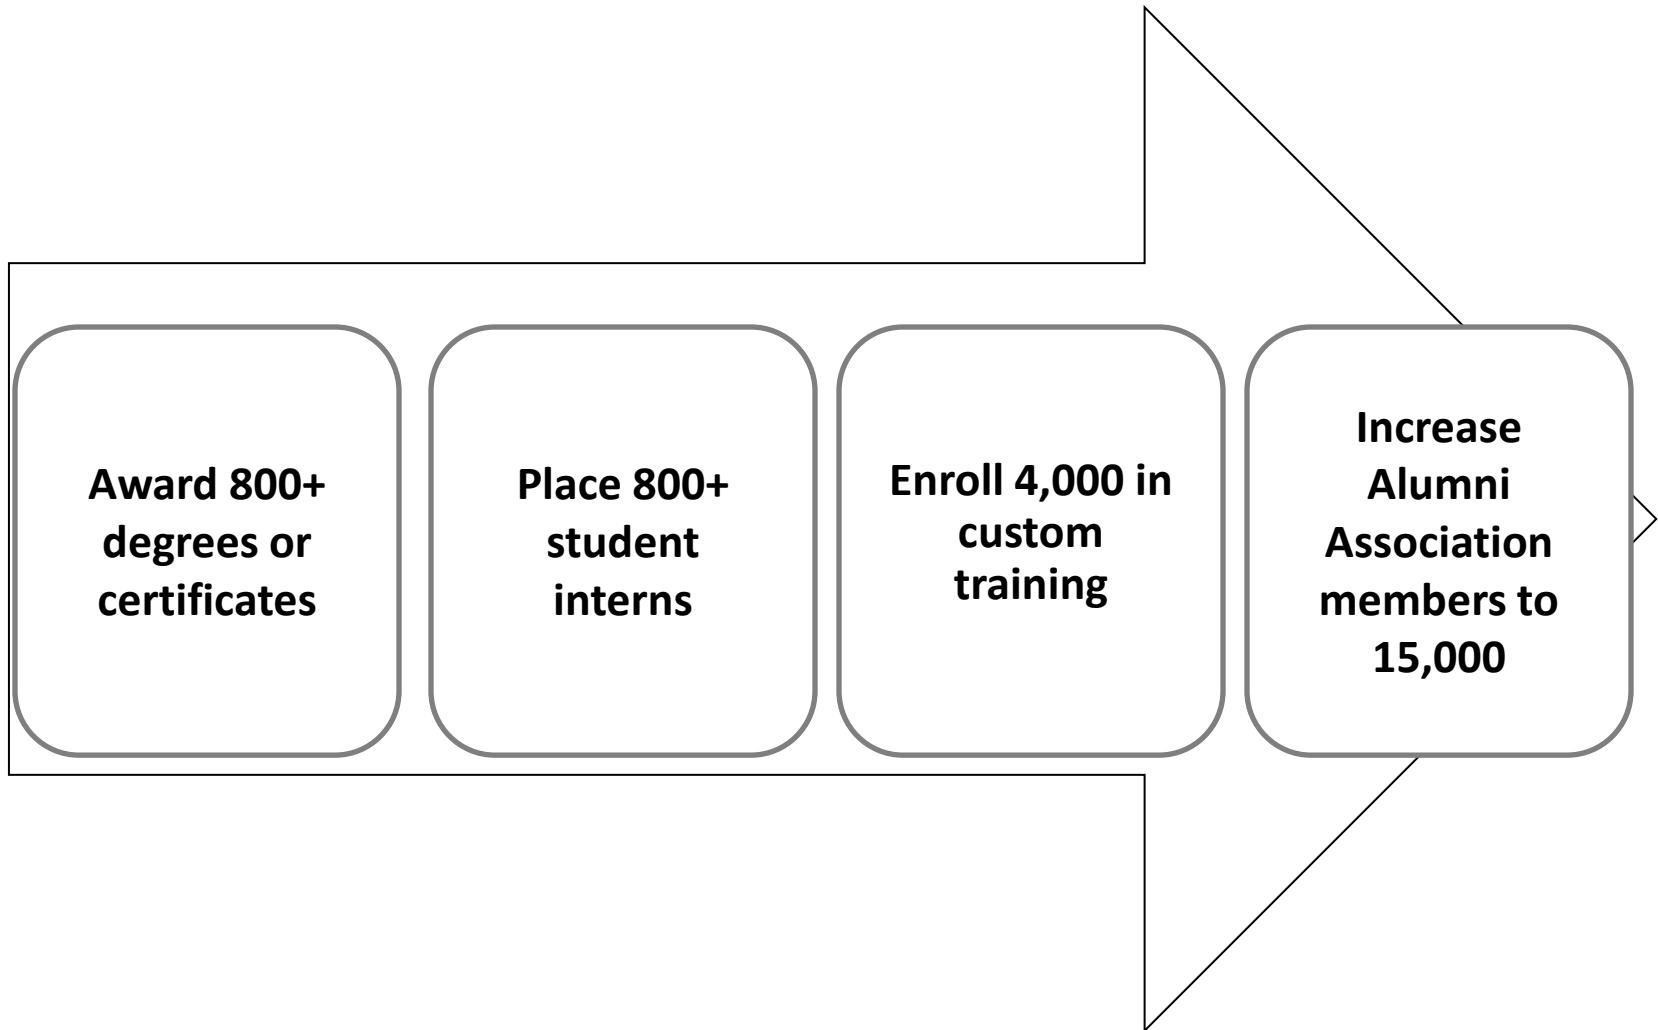 Award 800+
degrees or
certificates
Place 800+
student
interns
Enroll 4,000 in
custom
training
Increase
Alumni
Association
members to
15,000